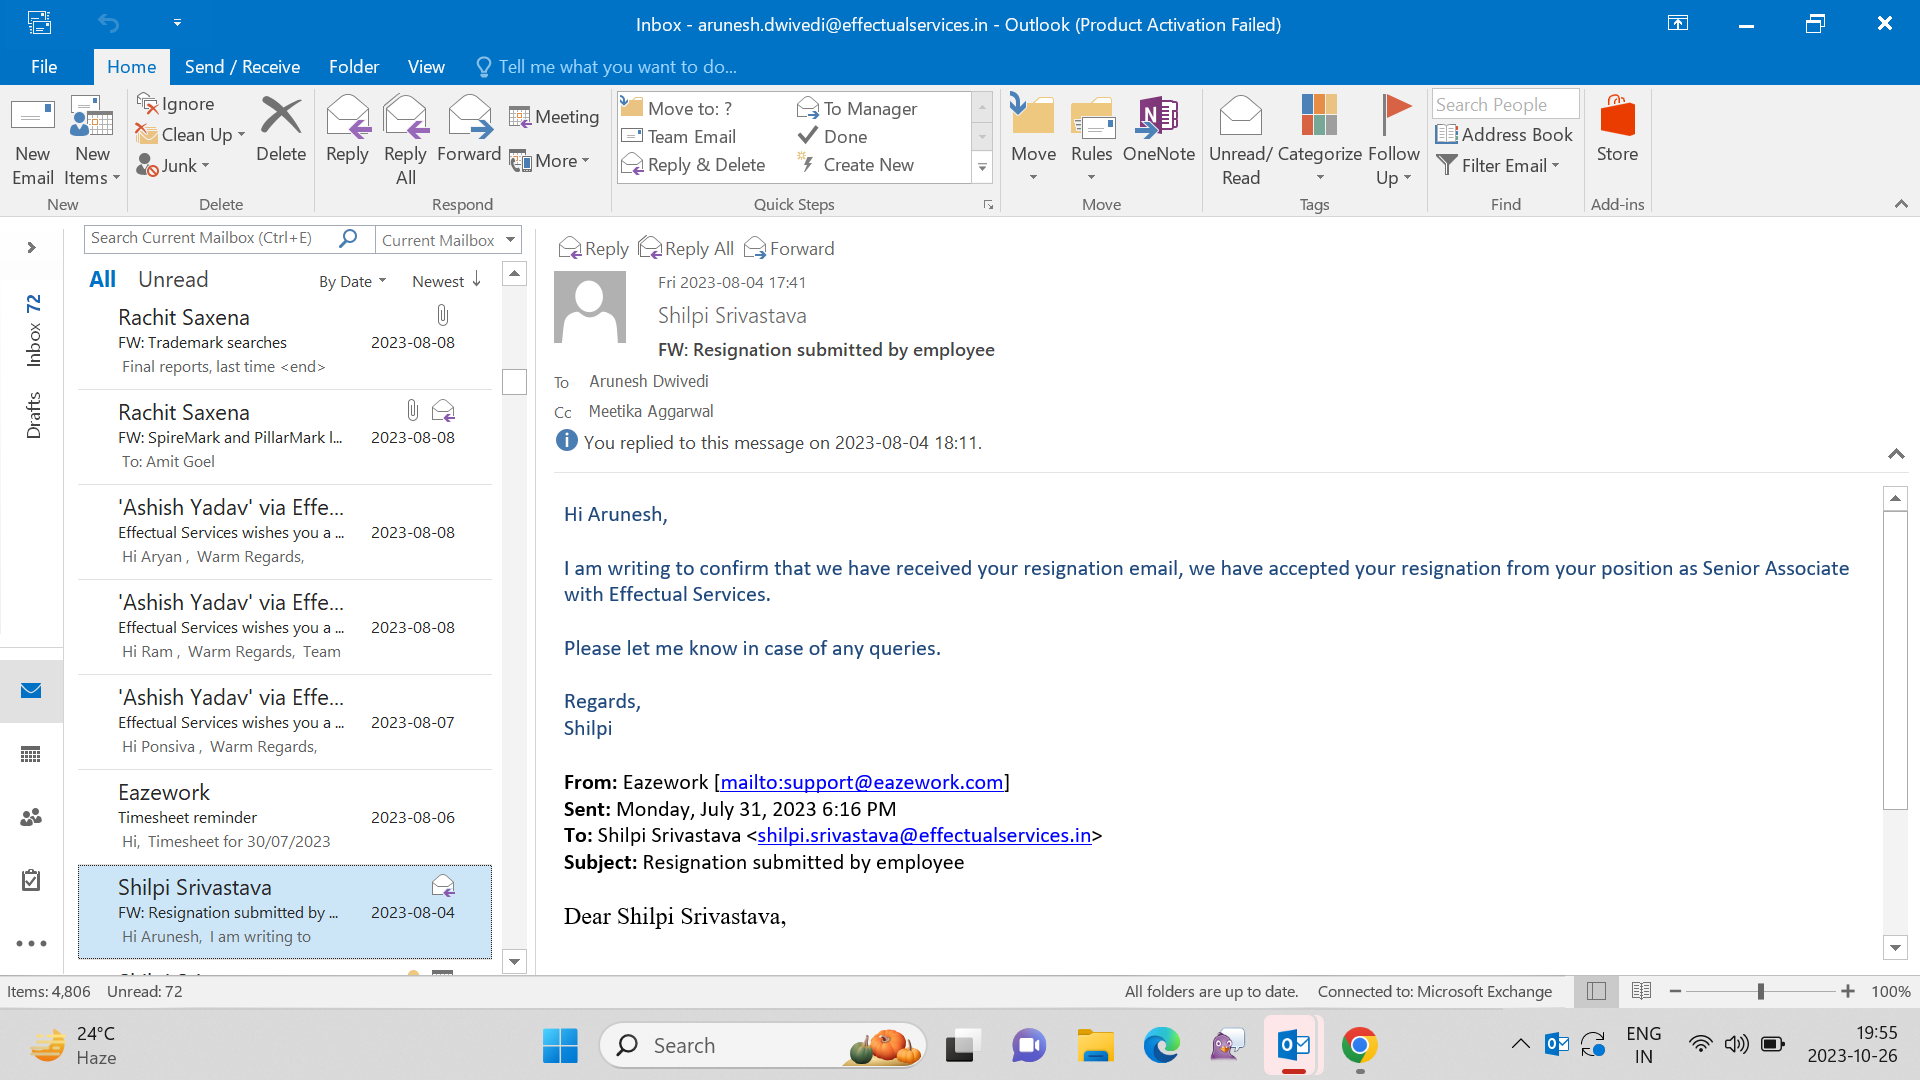 Inbox - arunesh.dwivedi@effectualservices.in - Outlook (Product Activation Failed)
File Home Send / Receive Folder View Tell me what you want to do...
New Email
New Items
New
Ignore
Clean Up
Junk
Delete
Delete
Reply
Reply All
Forward
Meeting
More
Respond
Move to: ?
Team Email
Reply & Delete
To Manager
Done
Create New
Quick Steps
Move
Rules
OneNote
Move
Unread/ Read
Categorize
Follow Up
Tags
Search People
Address Book
Filter Email
Find
Store
Add-ins
Inbox 72
Drafts
Search Current Mailbox (Ctrl+E) Current Mailbox
All Unread By Date Newest
Rachit Saxena
FW: Trademark searches 2023-08-08
Final reports, last time <end>
Rachit Saxena
FW: SpireMark and PillarMark l... 2023-08-08
To: Amit Goel
'Ashish Yadav' via Effe...
Effectual Services wishes you a ... 2023-08-08
Hi Aryan , Warm Regards,
'Ashish Yadav' via Effe...
Effectual Services wishes you a ... 2023-08-08
Hi Ram , Warm Regards, Team
'Ashish Yadav' via Effe...
Effectual Services wishes you a ... 2023-08-07
Hi Ponsiva , Warm Regards,
Eazework
Timesheet reminder 2023-08-06
Hi, Timesheet for 30/07/2023
Shilpi Srivastava
FW: Resignation submitted by ... 2023-08-04
Hi Arunesh, I am writing to
Reply Reply All Forward
Fri 2023-08-04 17:41
Shilpi Srivastava
FW: Resignation submitted by employee
To Arunesh Dwivedi
Cc Meetika Aggarwal
You replied to this message on 2023-08-04 18:11.
Hi Arunesh,
I am writing to confirm that we have received your resignation email, we have accepted your resignation from your position as Senior Associate
with Effectual Services.
Please let me know in case of any queries.
Regards,
Shilpi
From: Eazework [mailto:support@eazework.com]
Sent: Monday, July 31, 2023 6:16 PM
To: Shilpi Srivastava <shilpi.srivastava@effectualservices.in>
Subject: Resignation submitted by employee
Dear Shilpi Srivastava,
Items: 4,806 Unread: 72 All folders are up to date. Connected to: Microsoft Exchange 100%
24°C
Haze
Search
ENG
IN
19:55
2023-10-26